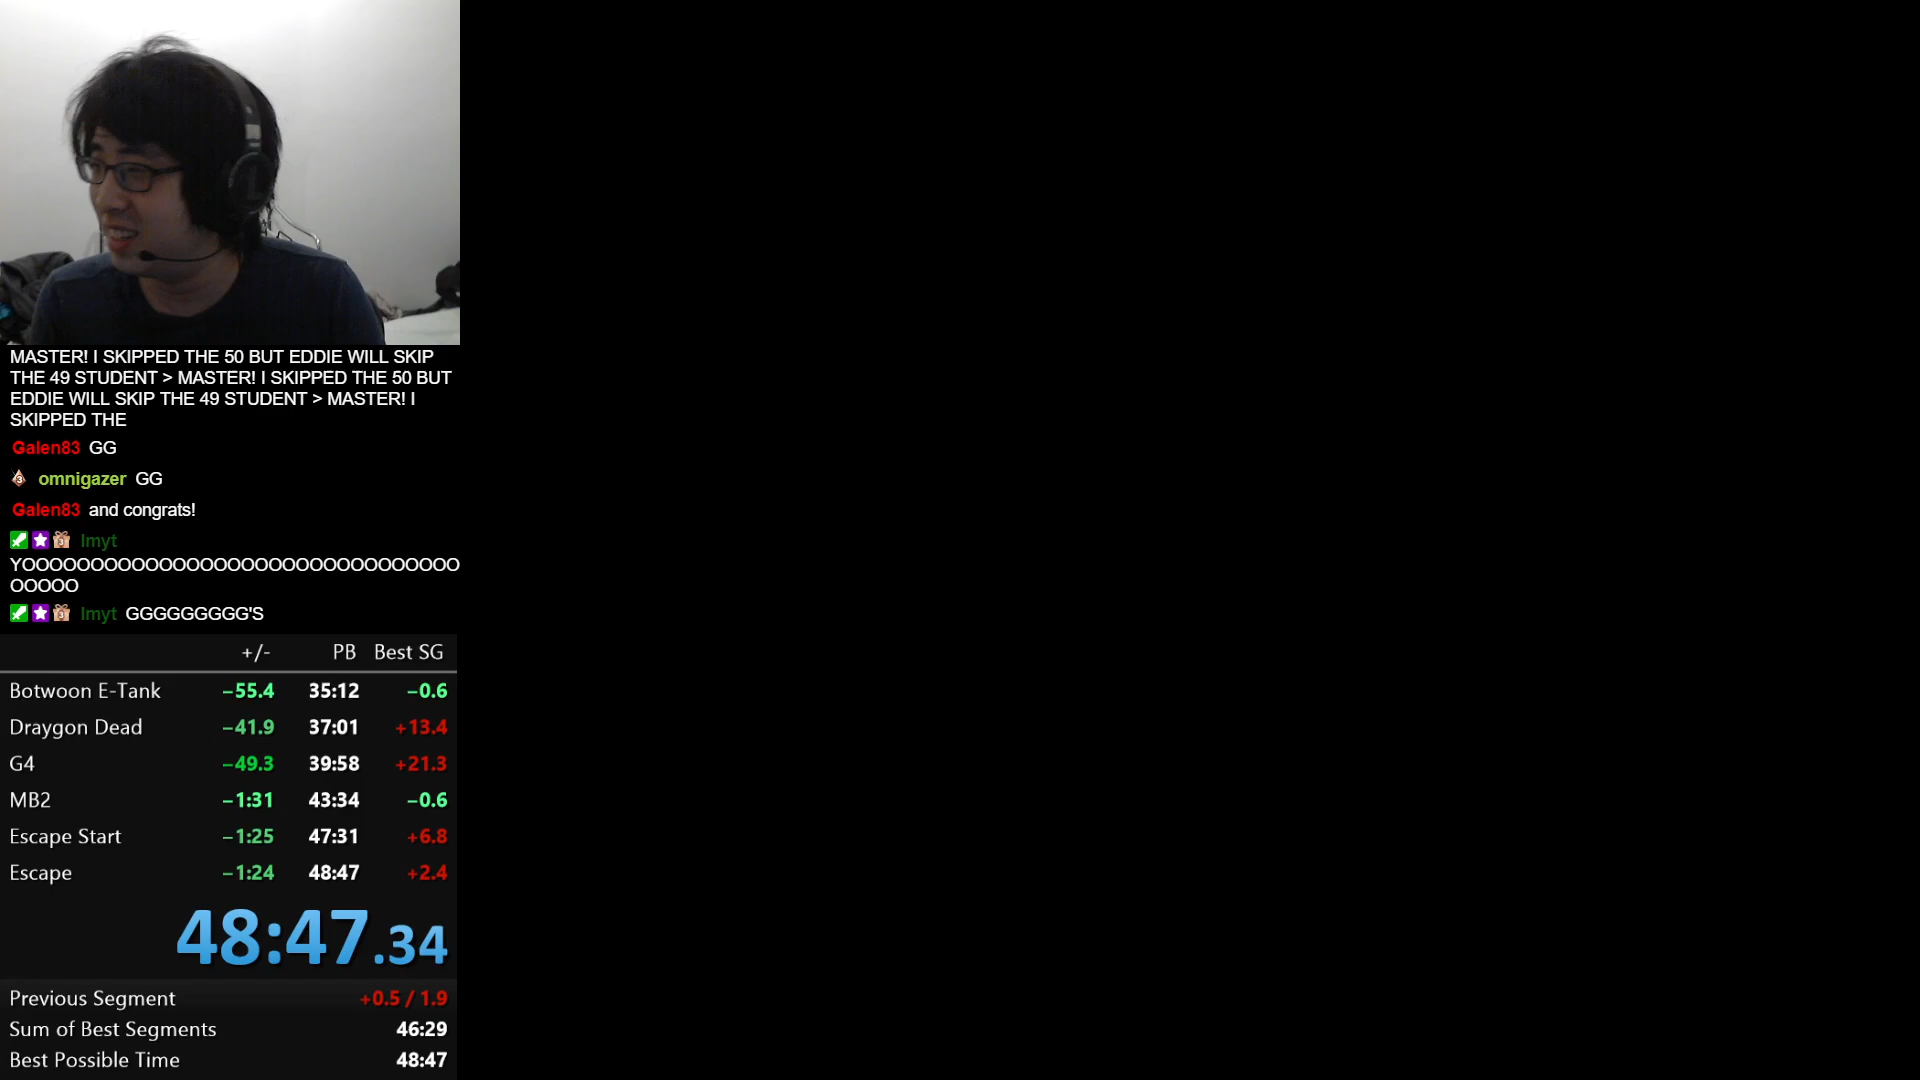 MASTER! I SKIPPED THE 50 BUT EDDIE WILL SKIP
THE 49 STUDENT > MASTER! I SKIPPED THE 50 BUT
EDDIE WILL SKIP THE 49 STUDENT > MASTER! I
SKIPPED THE
Galen83 GG
3 omnigazer GG
Galen83 and congrats!
3 lmyt
YOOOOOOOOOOOOOOOOOOOOOOOOOOOOOOOO
OOOOO
3 lmyt GGGGGGGGG'S
+/- PB Best SG
Botwoon E-Tank −55.4 35:12 −0.6
Draygon Dead −41.9 37:01 +13.4
G4 −49.3 39:58 +21.3
MB2 −1:31 43:34 −0.6
Escape Start −1:25 47:31 +6.8
Escape −1:24 48:47 +2.4
48:47.34
Previous Segment +0.5 / 1.9
Sum of Best Segments 46:29
Best Possible Time 48:47